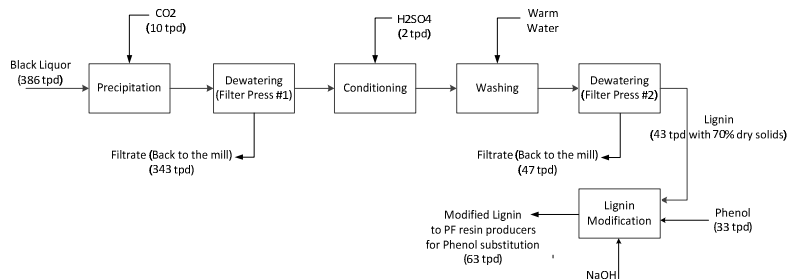 CO2
(10 tpd)
H2SO4
(2 tpd)
Warm
Water
Black Liquor
(386 tpd)
Precipitation
Dewatering
(Filter Press #1)
Conditioning
Washing
Dewatering
(Filter Press #2)
Lignin
(43 tpd with 70% dry solids)
Filtrate (Back to the mill)
(343 tpd)
Filtrate (Back to the mill)
(47 tpd)
Modified Lignin
to PF resin producers
for Phenol substitution
(63 tpd)
Lignin
Modification
Phenol
(33 tpd)
NaOH